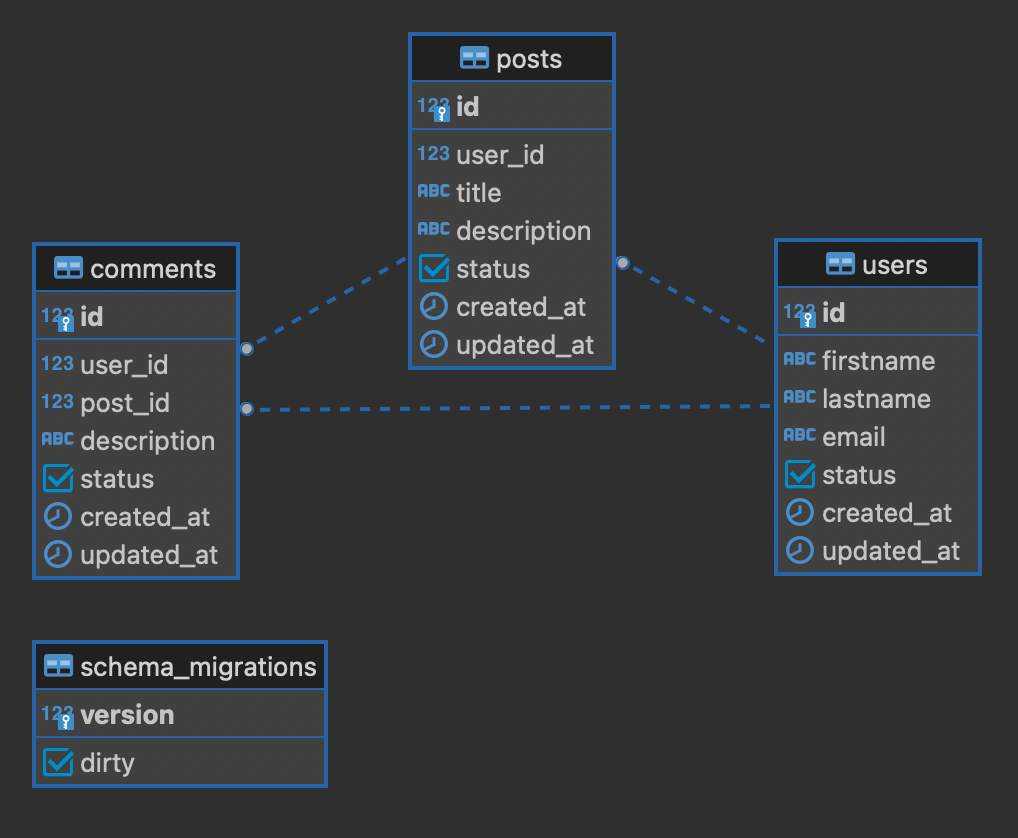 posts
123 id
123 user_id
ABC title
ABC description
status
created_at
updated_at
comments
123 id
123 user_id
123 post_id
ABC description
status
created_at
updated_at
users
123 id
ABC firstname
ABC lastname
ABC email
status
created_at
updated_at
schema_migrations
123 version
dirty